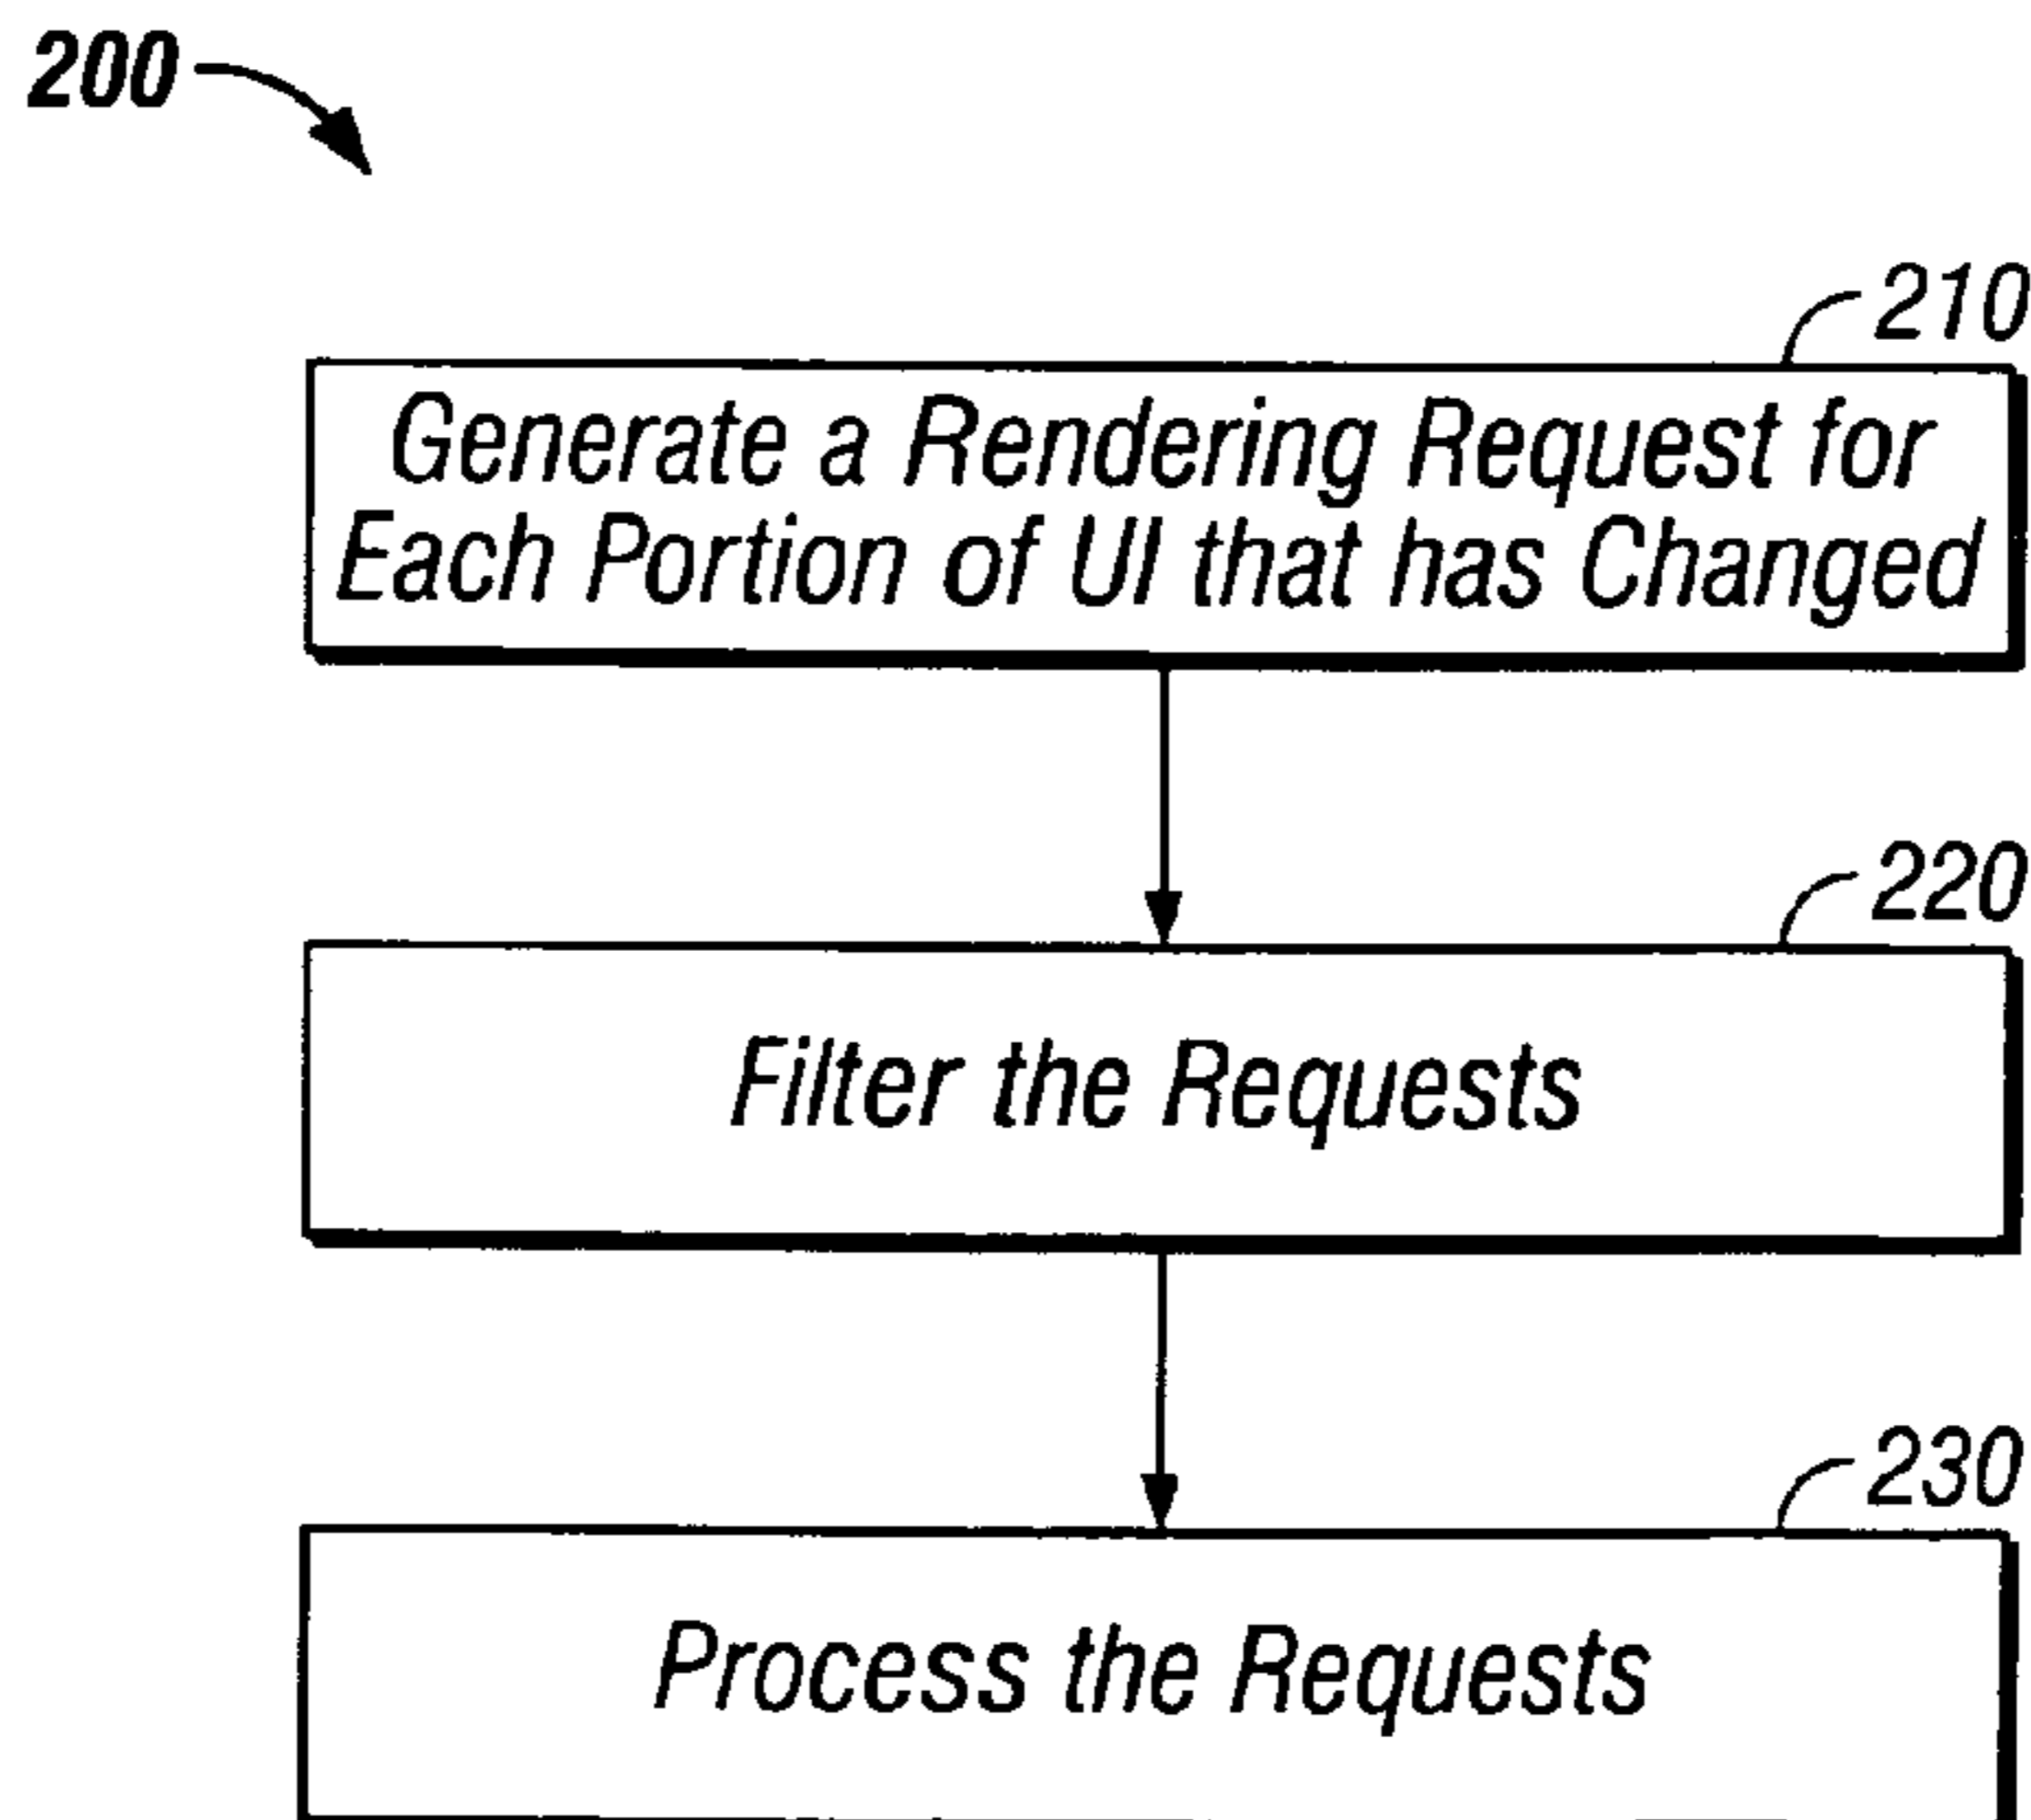 200
210
Generate a Rendering Request for
Each Portion of UI that has Changed
220
Filter the Requests
230
Process the Requests